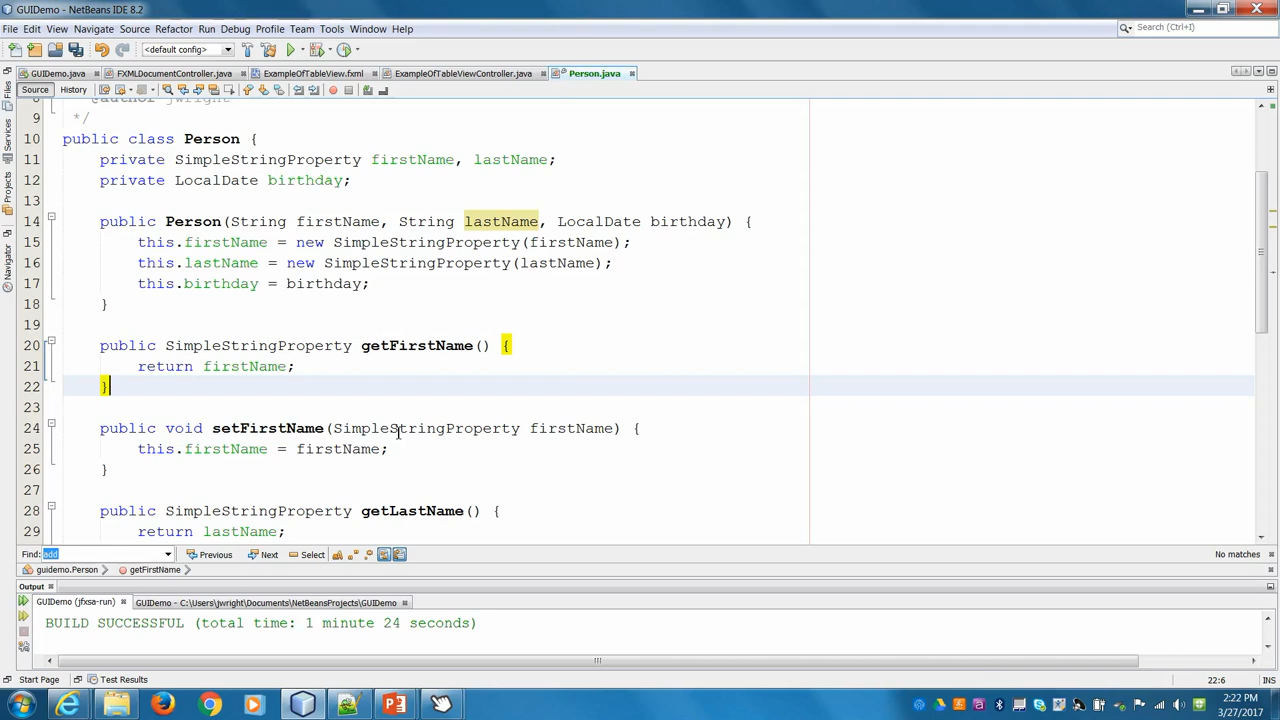 GUIDemo - NetBeans IDE 8.2
File Edit View Navigate Source Refactor Run Debug Profile Team Tools Window Help
Search (Ctrl+I)
<default config>
GUIDemo.java FXMLDocumentController.java ExampleOfTableView.fxml ExampleOfTableViewController.java Person.java
Source History
8 @author jwright
9 */
10 public class Person {
11 private SimpleStringProperty firstName, lastName;
12 private LocalDate birthday;
13
14 public Person(String firstName, String lastName, LocalDate birthday) {
15 this.firstName = new SimpleStringProperty(firstName);
16 this.lastName = new SimpleStringProperty(lastName);
17 this.birthday = birthday;
18 }
19
20 public SimpleStringProperty getFirstName() {
21 return firstName;
22 }
23
24 public void setFirstName(SimpleStringProperty firstName) {
25 this.firstName = firstName;
26 }
27
28 public SimpleStringProperty getLastName() {
29 return lastName;
Files
Services
Projects
Navigator
Find: add Previous Next Select No matches
guidemo.Person getFirstName
Output
GUIDemo (jfxsa-run) GUIDemo - C:\Users\jwright\Documents\NetBeansProjects\GUIDemo
BUILD SUCCESSFUL (total time: 1 minute 24 seconds)
Start Page Test Results 22:6 INS
2:22 PM
3/27/2017